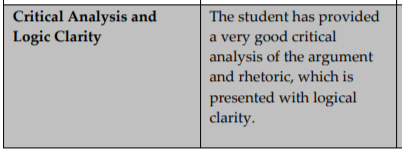 Critical Analysis and
Logic Clarity
The student has provided
a very good critical
analysis of the argument
and rhetoric, which is
presented with logical
clarity.